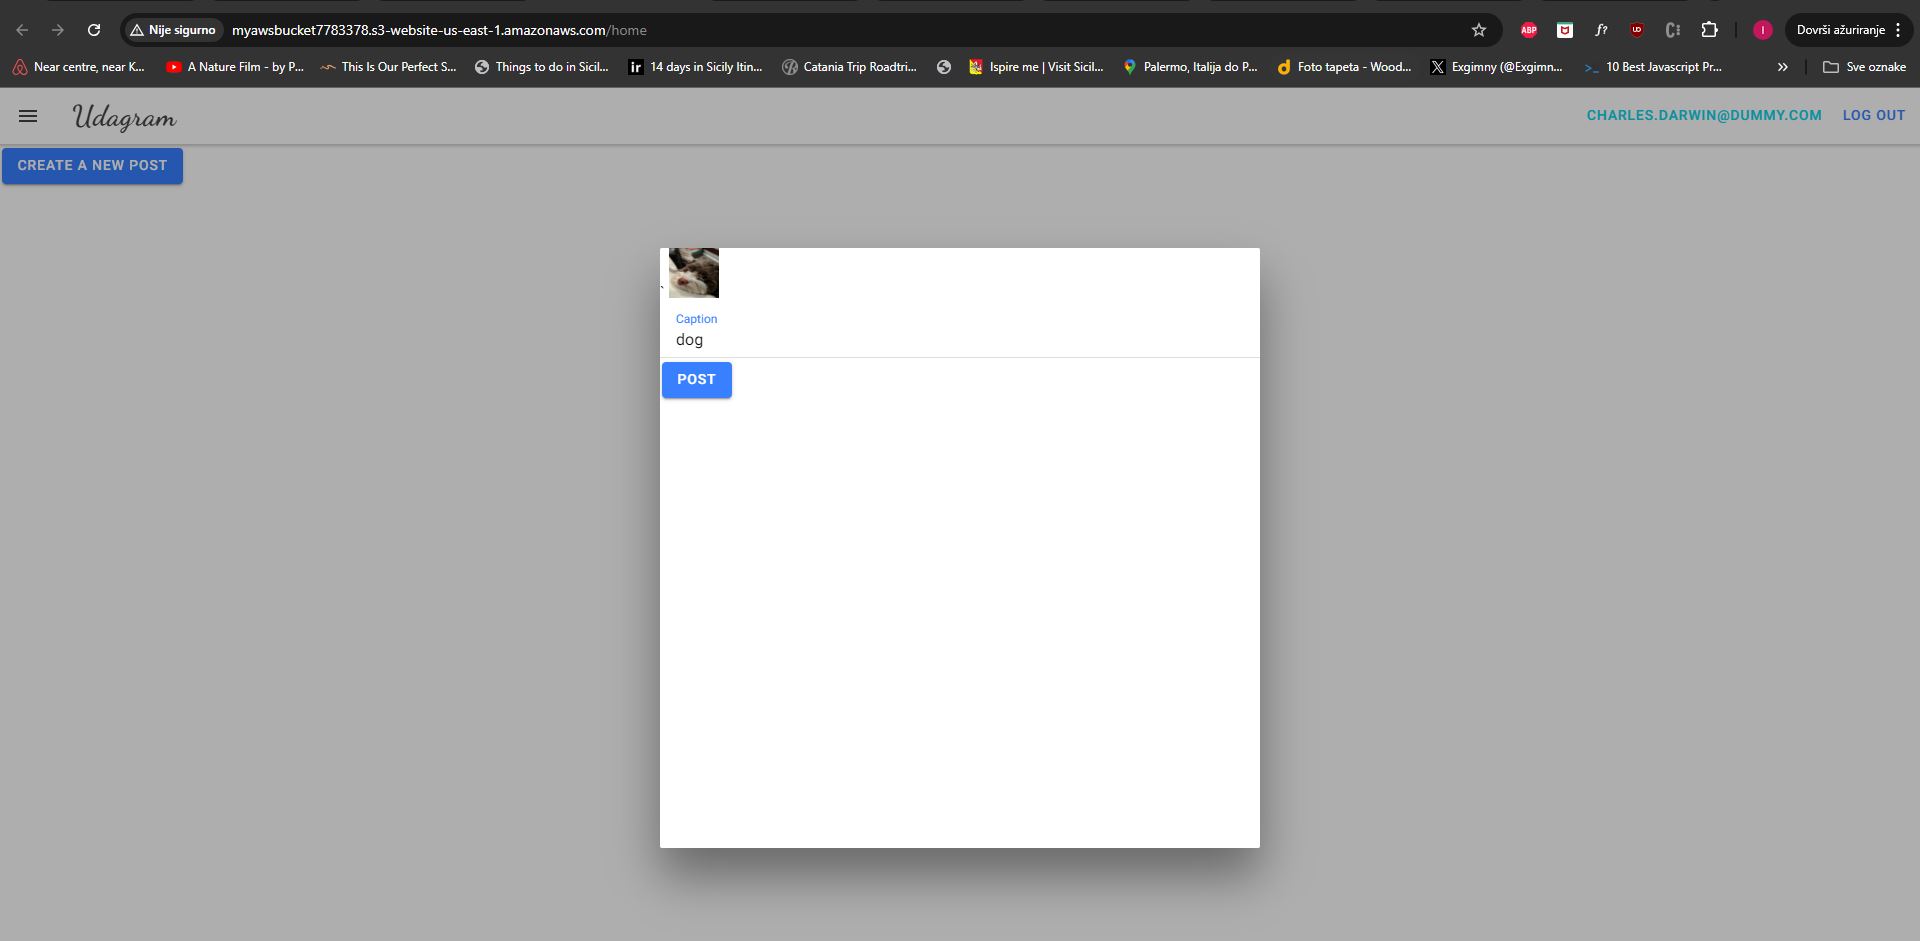 Nije sigurno myawsbucket7783378.s3-website-us-east-1.amazonaws.com/home ABP f? UD I Dovrši ažuriranje
Near centre, near K... A Nature Film - by P... This Is Our Perfect S... Things to do in Sicil... ir 14 days in Sicily Itin... Catania Trip Roadtri... Ispire me | Visit Sicil... Palermo, Italija do P... Foto tapeta - Wood... Exgimny (@Exgimn... 10 Best Javascript Pr... » Sve oznake
Udagram CHARLES.DARWIN@DUMMY.COM LOG OUT
CREATE A NEW POST
`
Caption
dog
POST